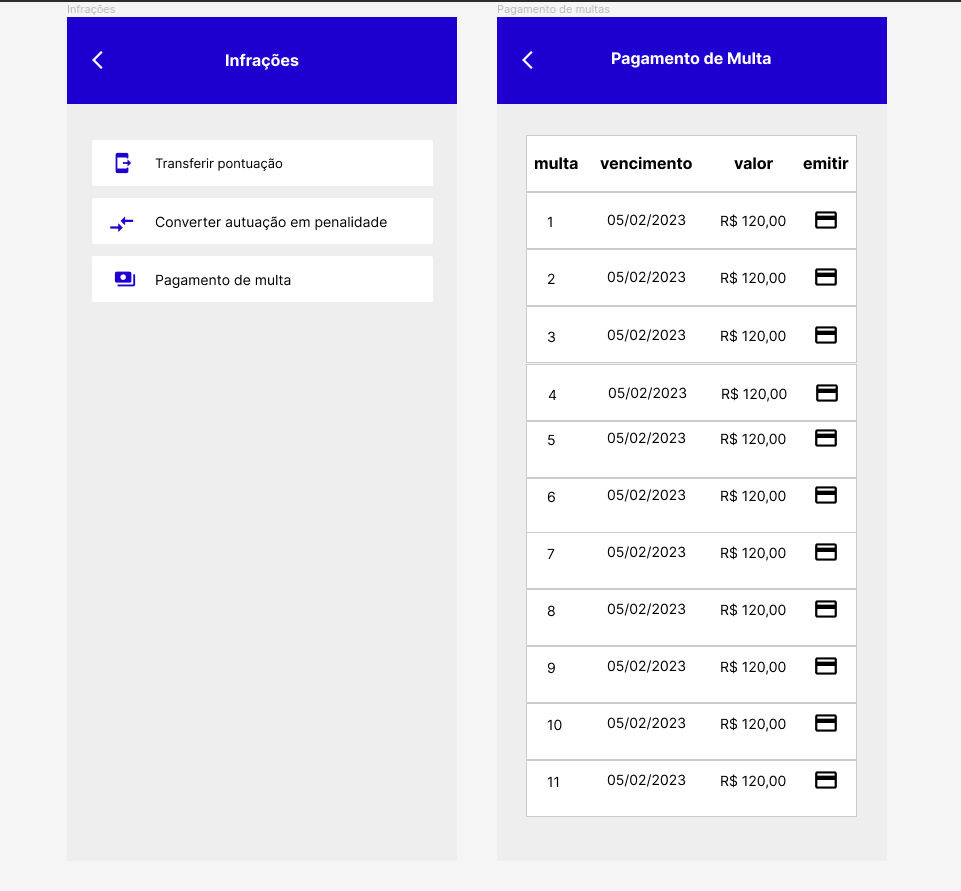 Infrações
Infrações
Transferir pontuação
Converter autuação em penalidade
Pagamento de multa
Pagamento de multas
Pagamento de Multa
multa vencimento valor emitir
1 05/02/2023 R$ 120,00
2 05/02/2023 R$ 120,00
3 05/02/2023 R$ 120,00
4 05/02/2023 R$ 120,00
5 05/02/2023 R$ 120,00
6 05/02/2023 R$ 120,00
7 05/02/2023 R$ 120,00
8 05/02/2023 R$ 120,00
9 05/02/2023 R$ 120,00
10 05/02/2023 R$ 120,00
11 05/02/2023 R$ 120,00